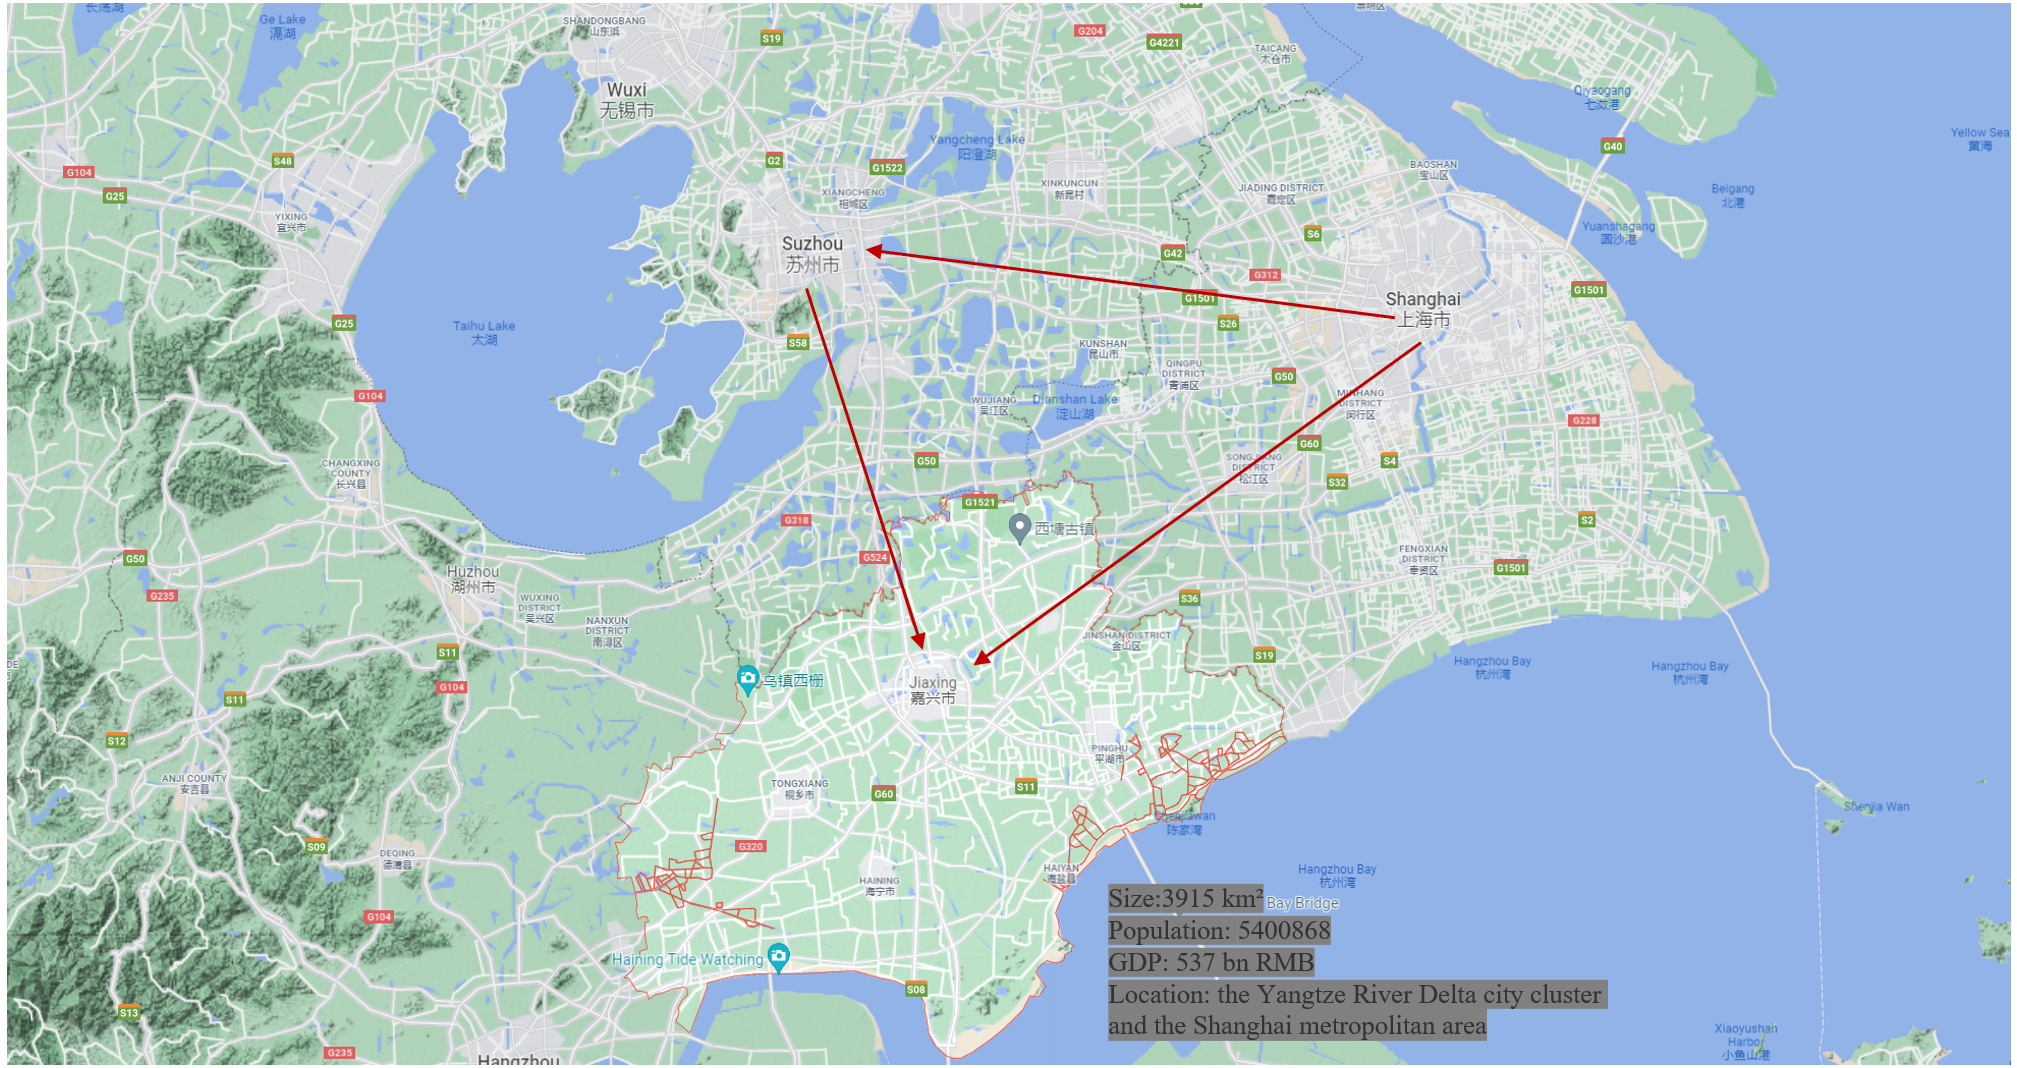 长荡湖
Ge Lake
滆湖
SHANDONGBANG
山东浜
S19
G204
G4221
TAICANG
太仓市
Wuxi
无锡市
Qiyaogang
七滧港
Yellow Sea
黄海
S48
G2
G1522
Yangcheng Lake
阳澄湖
G40
G104
G25
BAOSHAN
宝山区
XINKUNCUN
新昆村
XIANGCHENG
相城区
JIADING DISTRICT
嘉定区
Beigang
北港
YIXING
宜兴市
Suzhou
苏州市
S6
Yuanshagang
圆沙港
G42
G312
G1501
G1501
Shanghai
上海市
G25
Taihu Lake
太湖
S26
S58
KUNSHAN
昆山市
QINGPU
DISTRICT
青浦区
G50
G104
WUJIANG
吴江区
Dianshan Lake
淀山湖
MINHANG
DISTRICT
闵行区
G228
G60
S4
G50
CHANGXING
COUNTY
长兴县
SONGJIANG
DISTRICT
松江区
S32
G1521
G318
西塘古镇
S2
G50
G524
FENGXIAN
DISTRICT
奉贤区
G1501
Huzhou
湖州市
G235
WUXING
DISTRICT
吴兴区
S36
NANXUN
DISTRICT
南浔区
JINSHAN DISTRICT
金山区
S11
S19
Hangzhou Bay
杭州湾
Hangzhou Bay
杭州湾
G104
乌镇西栅
Jiaxing
嘉兴市
S11
S12
PINGHU
平湖市
ANJI COUNTY
安吉县
TONGXIANG
桐乡市
G60
S11
Shenjia Wan
Chenjiawan
陈家湾
S09
G320
DEQING
德清县
HAINING
海宁市
HAIYAN
海盐县
Hangzhou Bay
杭州湾
G104
Size:3915 km² Bay Bridge
Population: 5400868
Haining Tide Watching
GDP: 537 bn RMB
S08
Location: the Yangtze River Delta city cluster
and the Shanghai metropolitan area
S13
Xiaoyushan
Harbor
小鱼山港
G235
Hangzhou